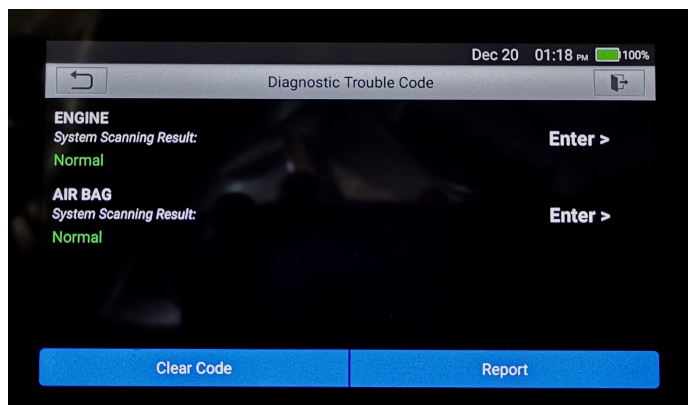 Dec 20 01:18 PM 100%
Diagnostic Trouble Code
ENGINE
System Scanning Result:
Enter >
Normal
AIR BAG
System Scanning Result:
Enter >
Normal
Clear Code
Report